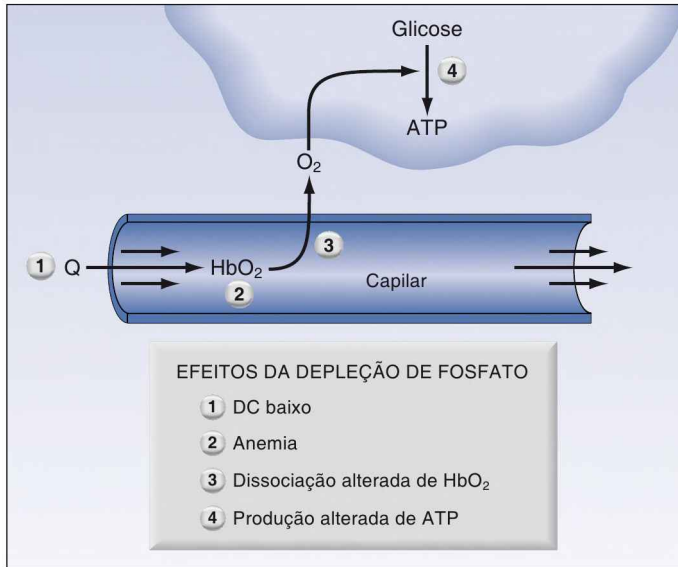 Glicose
4
ATP
O₂
3
1 Q
HbO₂
2
Capilar
EFEITOS DA DEPLEÇÃO DE FOSFATO
1 DC baixo
2 Anemia
3 Dissociação alterada de HbO₂
4 Produção alterada de ATP